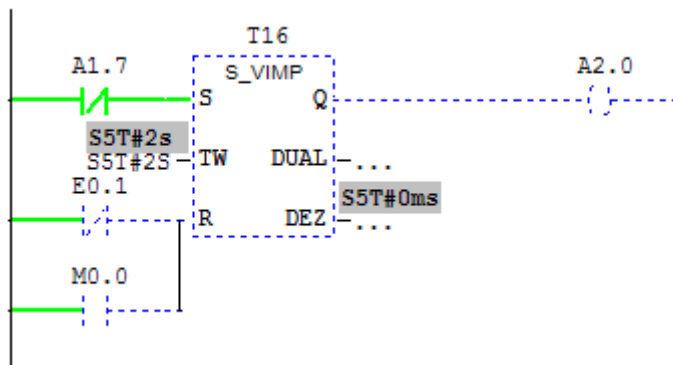 T16
A1.7
S_VIMP
A2.0
S
Q
S5T#2s
S5T#2S
TW
DUAL
...
E0.1
S5T#0ms
R
DEZ
...
M0.0